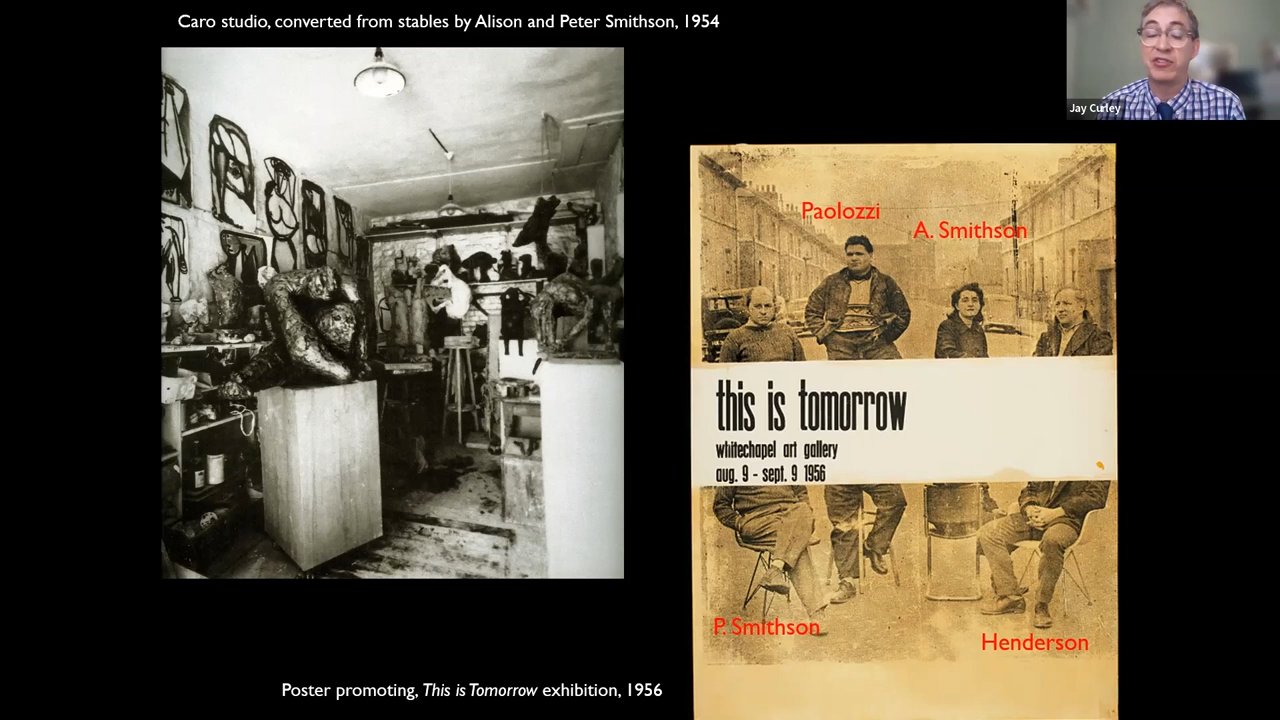 Caro studio, converted from stables by Alison and Peter Smithson, 1954
Jay Curley
Paolozzi
A. Smithson
this is tomorrow
whitechapel art gallery
aug. 9 - sept. 9 1956
P. Smithson
Henderson
Poster promoting, This is Tomorrow exhibition, 1956